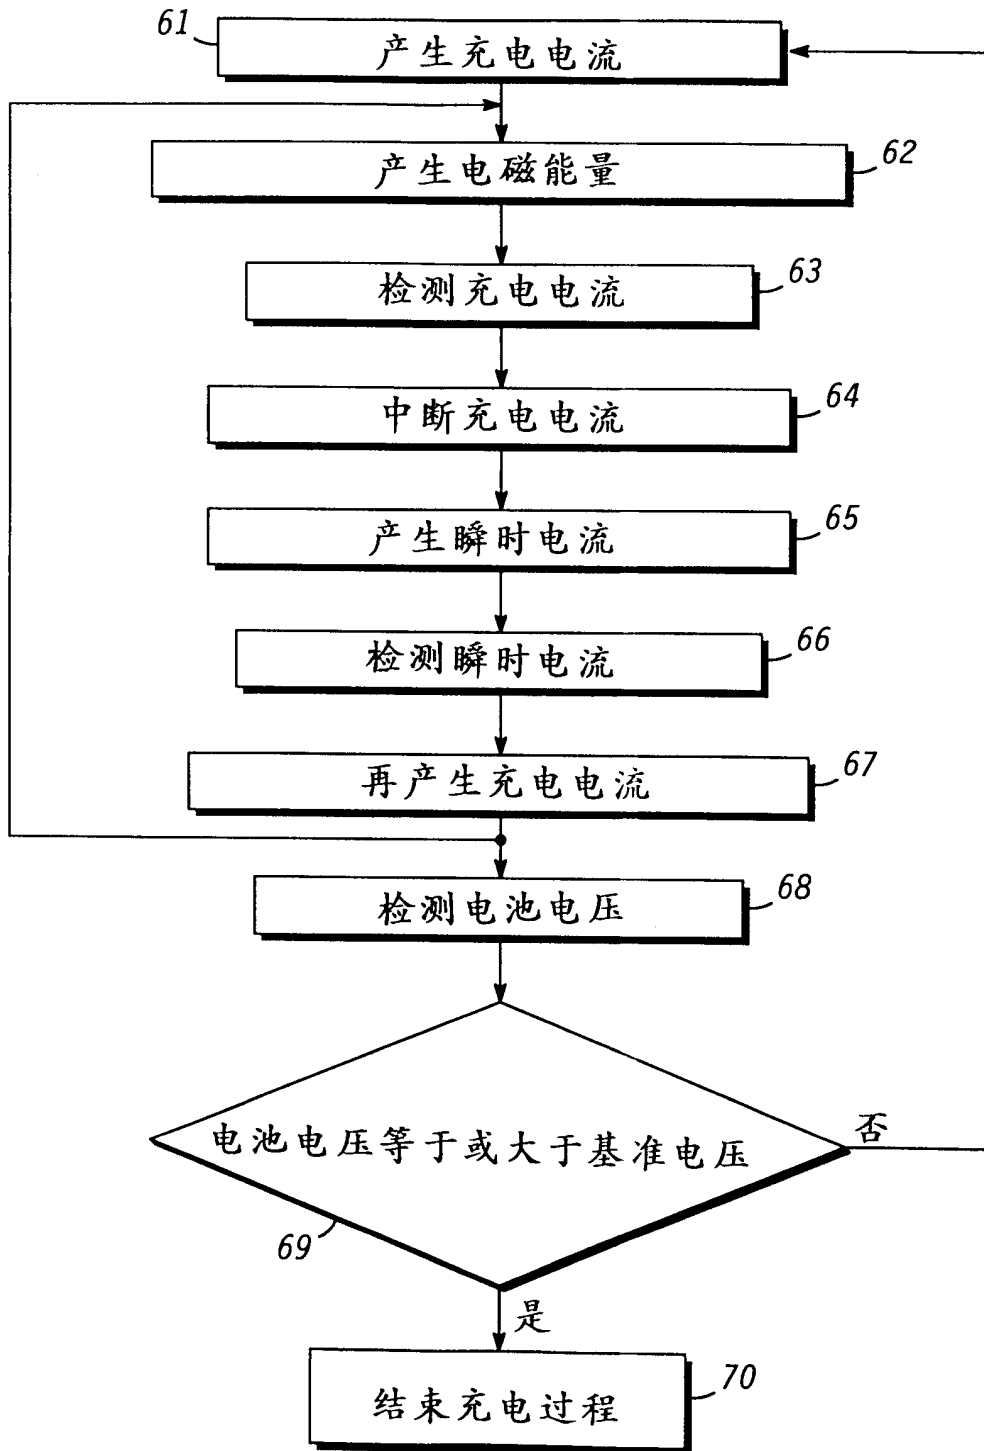 61
产生充电电流
产生电磁能量
62
检测充电电流
63
中断充电电流
64
产生瞬时电流
65
检测瞬时电流
66
再产生充电电流
67
检测电池电压
68
电池电压等于或大于基准电压
否
69
是
结束充电过程
70